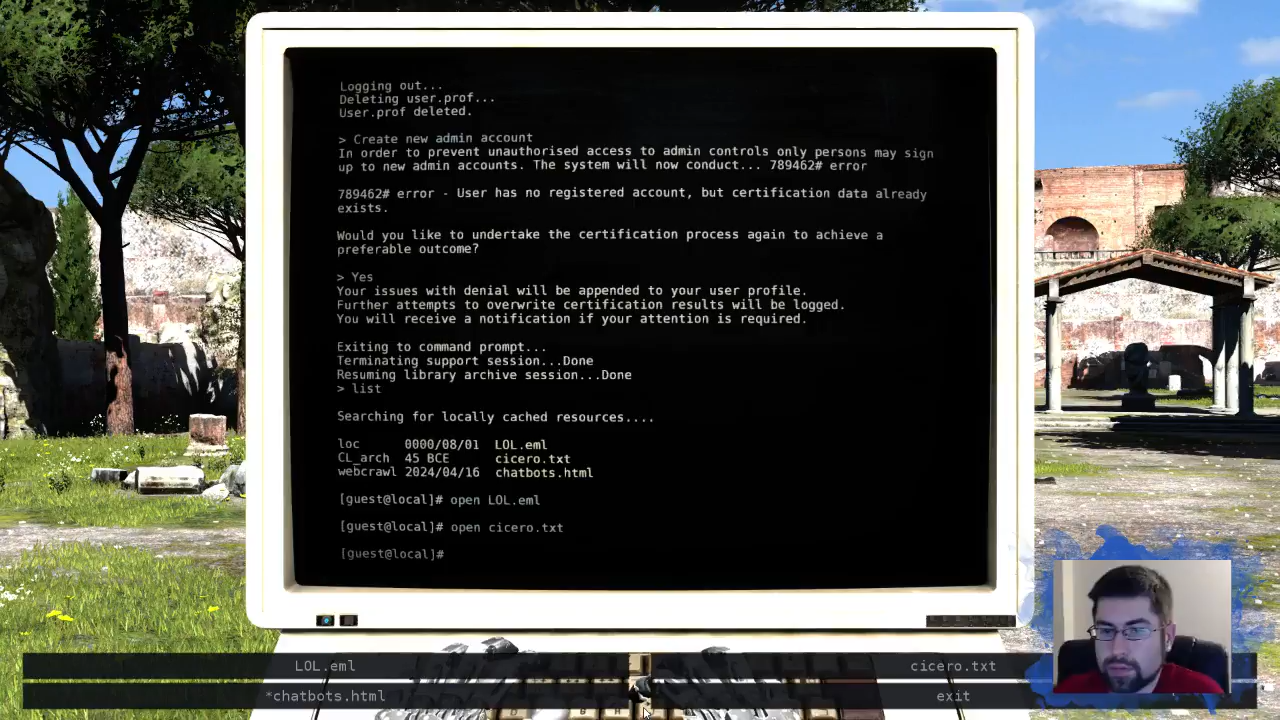 Logging out...
Deleting user.prof...
User.prof deleted.
> Create new admin account
In order to prevent unauthorised access to admin controls only persons may sign
up to new admin accounts. The system will now conduct... 789462# error
789462# error - User has no registered account, but certification data already
exists.
Would you like to undertake the certification process again to achieve a
preferable outcome?
> Yes
Your issues with denial will be appended to your user profile.
Further attempts to overwrite certification results will be logged.
You will receive a notification if your attention is required.
Exiting to command prompt...
Terminating support session...Done
Resuming library archive session...Done
> list
Searching for locally cached resources....
loc 0000/08/01 LOL.eml
CL_arch 45 BCE cicero.txt
webcrawl 2024/04/16 chatbots.html
[guest@local]# open LOL.eml
[guest@local]# open cicero.txt
[guest@local]#
LOL.eml cicero.txt
*chatbots.html exit